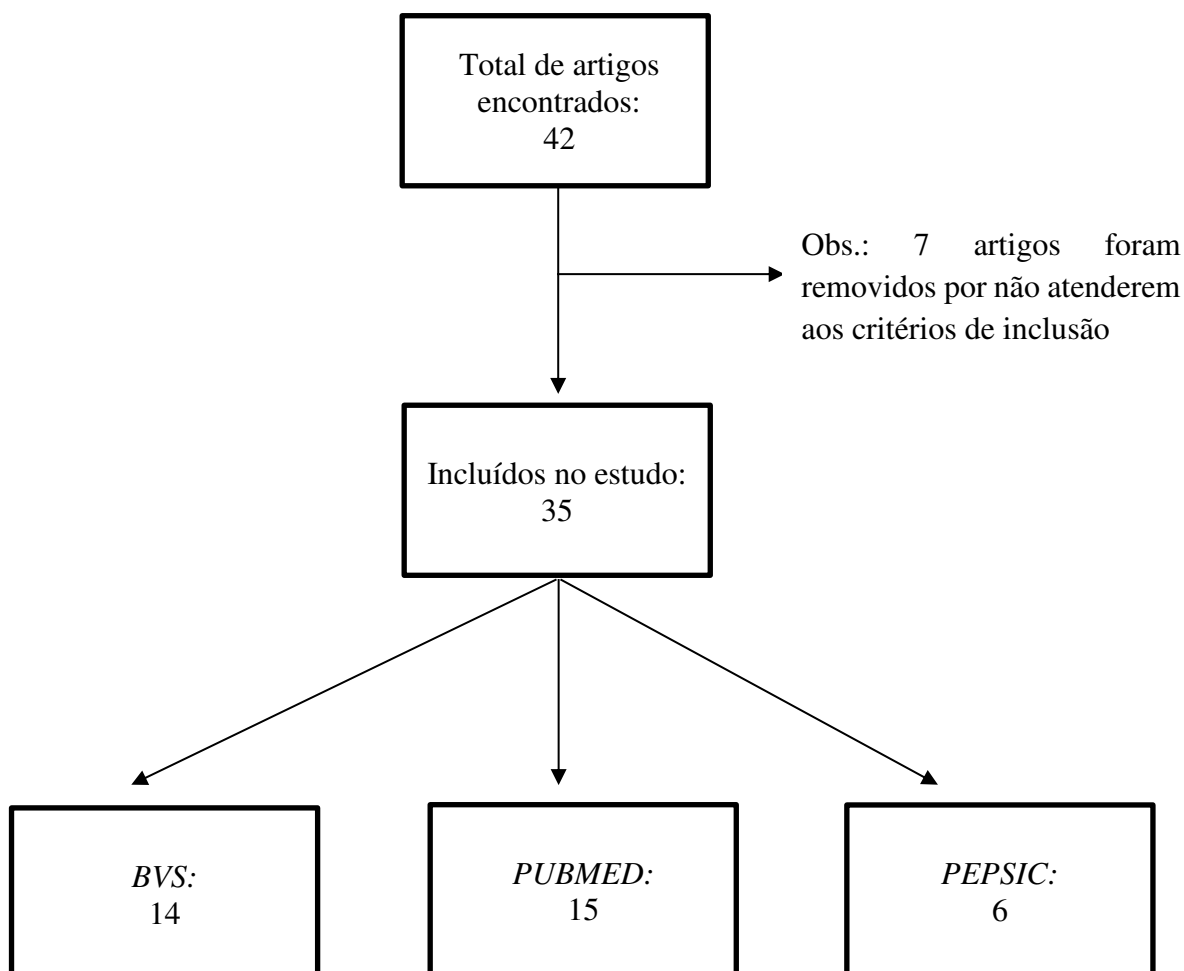 Total de artigos
encontrados:
42
Obs.: 7 artigos foram
removidos por não atenderem
aos critérios de inclusão
Incluídos no estudo:
35
BVS:
14
PUBMED:
15
PEPSIC:
6